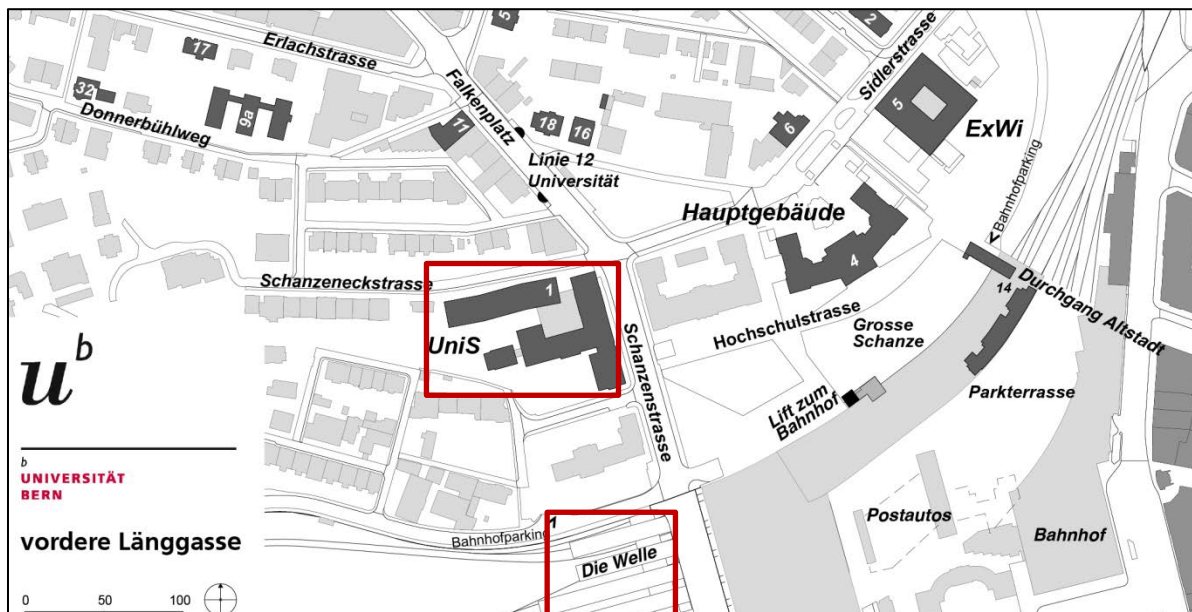 Erlachstrasse
17
32
Donnerbühlweg
9a
5
Falkenplatz
11
18
16
Linie 12
Universität
2
Sidlerstrasse
6
5
ExWi
Hauptgebäude
4
Bahnhofparking
Schanzeneckstrasse
1
UniS
Schanzenstrasse
Hochschulstrasse
Grosse
Schanze
14
Durchgang Altstadt
Lift zum
Bahnhof
Parkterrasse
Postautos
Bahnhof
Bahnhofparking
1
Die Welle
u b
b
UNIVERSITÄT
BERN
vordere Länggasse
0 50 100